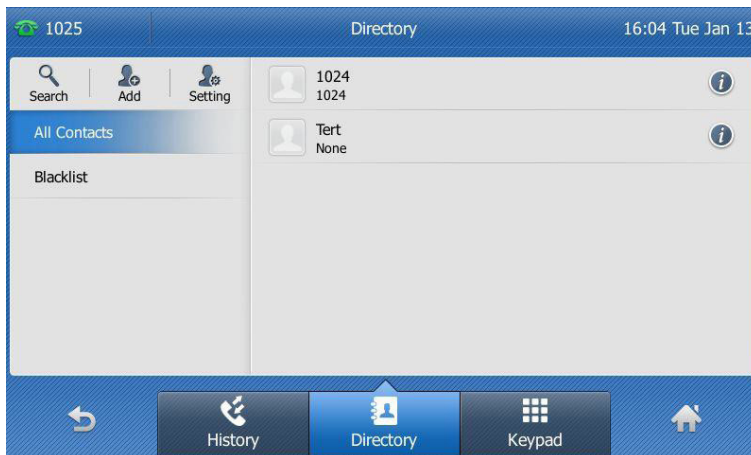 1025 Directory 16:04 Tue Jan 13
Search Add Setting
All Contacts
Blacklist
1024
1024
Tert
None
History Directory Keypad